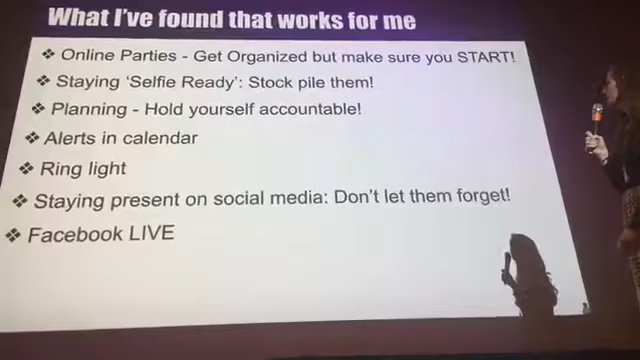 What I've found that works for me
❖ Online Parties - Get Organized but make sure you START!
❖ Staying 'Selfie Ready': Stock pile them!
❖ Planning - Hold yourself accountable!
❖ Alerts in calendar
❖ Ring light
❖ Staying present on social media: Don't let them forget!
❖ Facebook LIVE